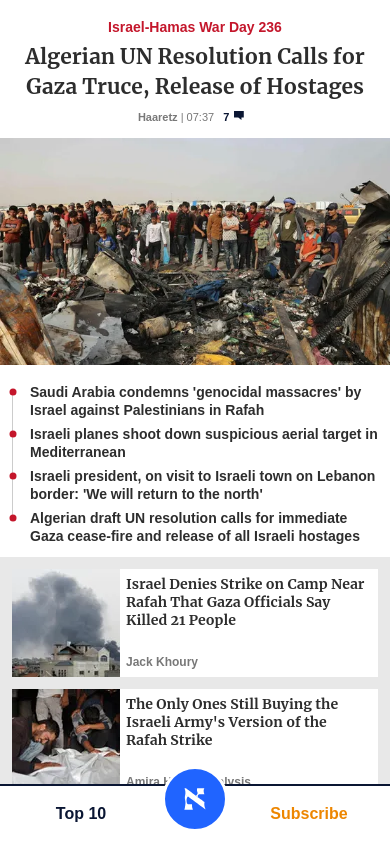 Israel-Hamas War Day 236
Algerian UN Resolution Calls for
Gaza Truce, Release of Hostages
Haaretz | 07:37 7
Saudi Arabia condemns 'genocidal massacres' by
Israel against Palestinians in Rafah
Israeli planes shoot down suspicious aerial target in
Mediterranean
Israeli president, on visit to Israeli town on Lebanon
border: 'We will return to the north'
Algerian draft UN resolution calls for immediate
Gaza cease-fire and release of all Israeli hostages
Israel Denies Strike on Camp Near
Rafah That Gaza Officials Say
Killed 21 People
Jack Khoury
The Only Ones Still Buying the
Israeli Army's Version of the
Rafah Strike
Amira
Top 10
Subscribe